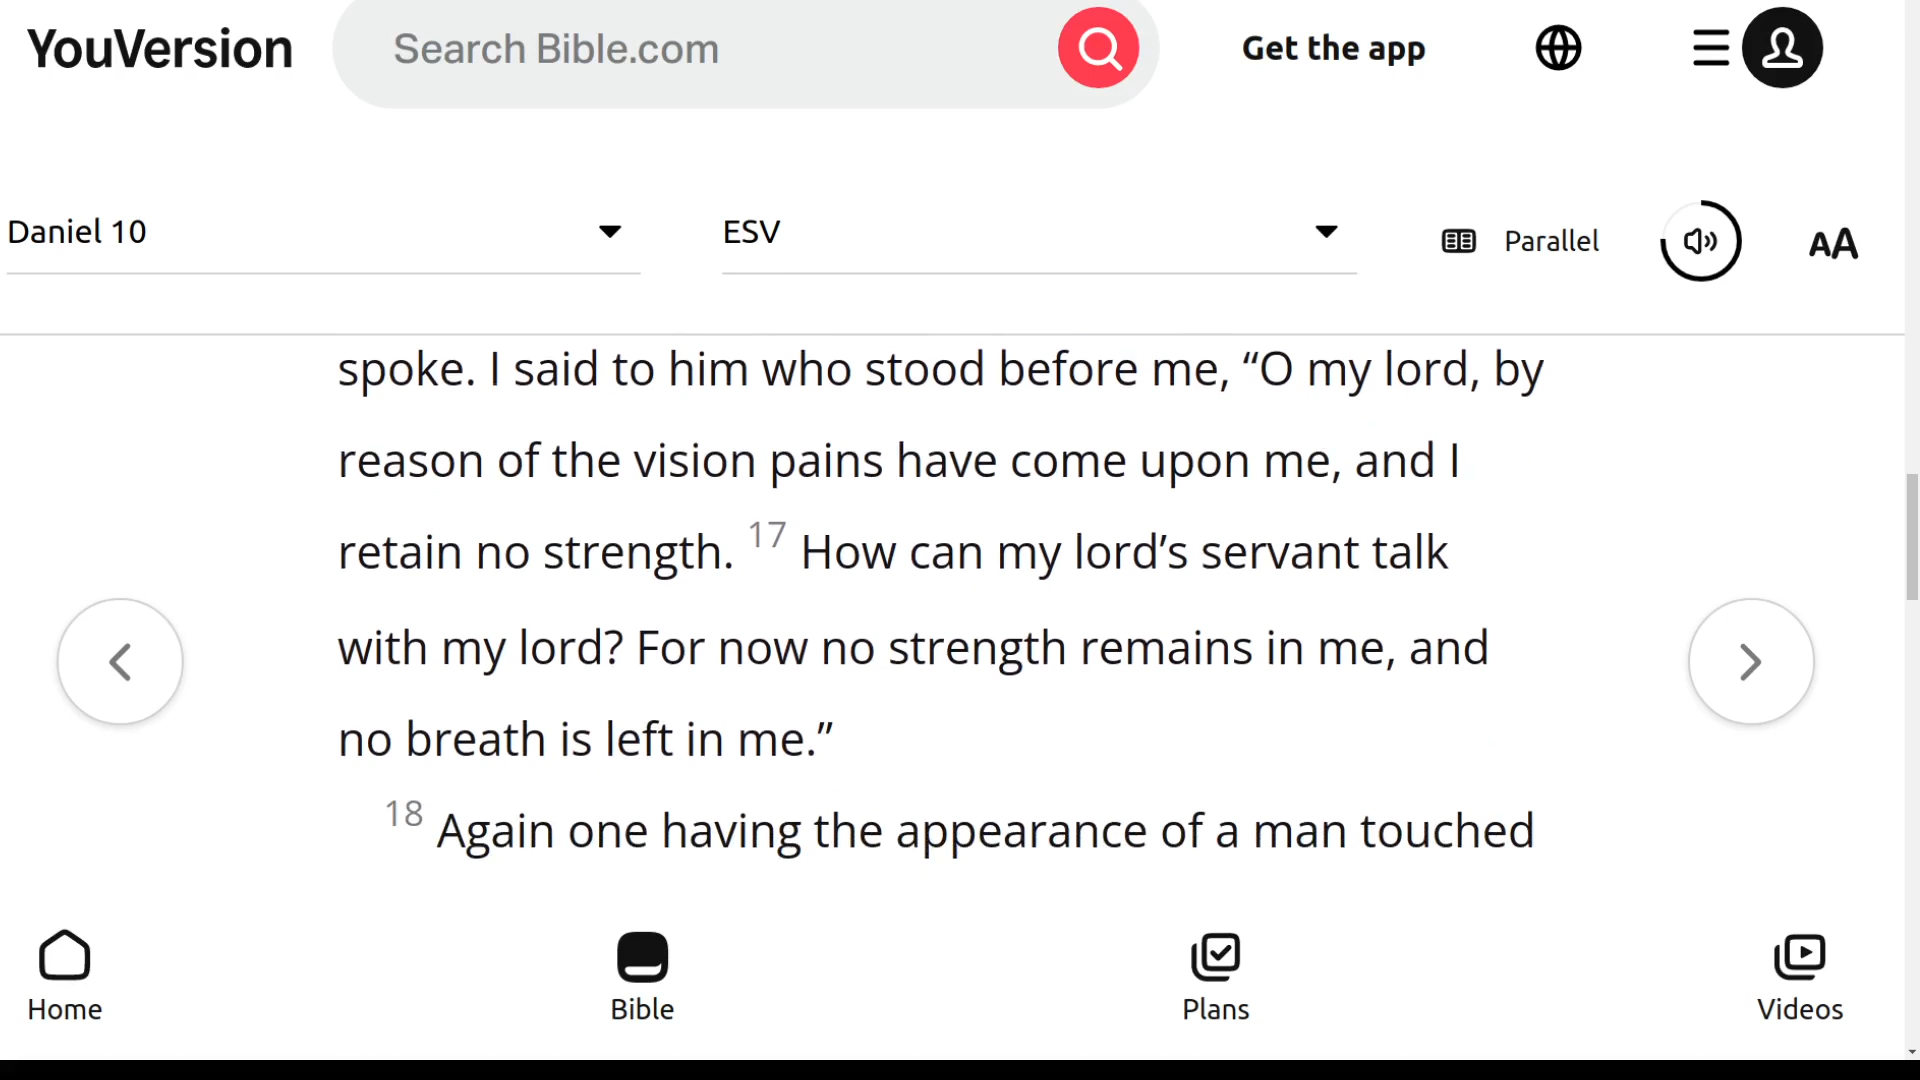 YouVersion
Search Bible.com
Get the app
Daniel 10
ESV
Parallel
AA
spoke. I said to him who stood before me, “O my lord, by
reason of the vision pains have come upon me, and I
retain no strength. 17 How can my lord’s servant talk
with my lord? For now no strength remains in me, and
no breath is left in me.”
18 Again one having the appearance of a man touched
Home
Bible
Plans
Videos